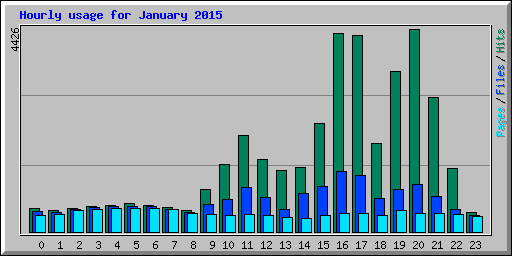 Hourly usage for January 2015
4426
Pages/Files/Hits
0 1 2 3 4 5 6 7 8 9 10 11 12 13 14 15 16 17 18 19 20 21 22 23